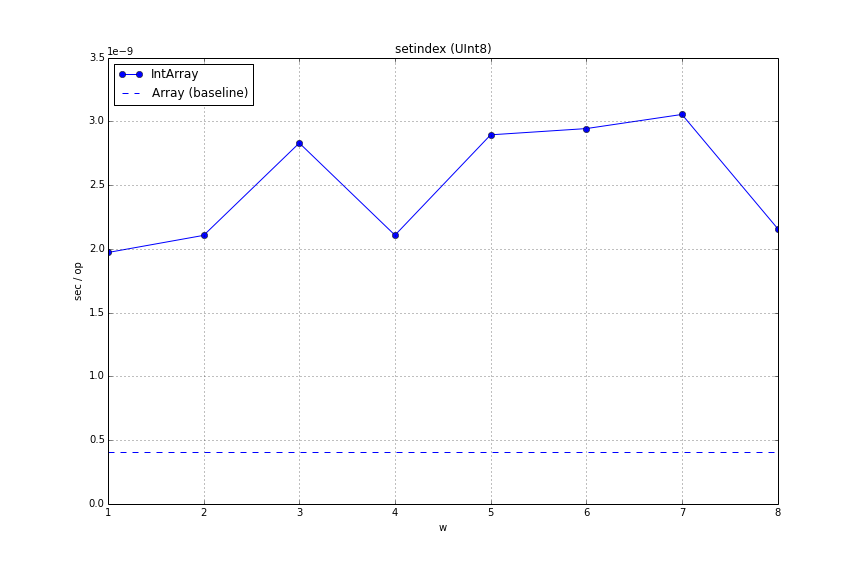 setindex (UInt8)
1e−9
3.5
3.0
2.5
2.0
1.5
1.0
0.5
0.0
sec / op
IntArray
Array (baseline)
1 2 3 4 5 6 7 8
w